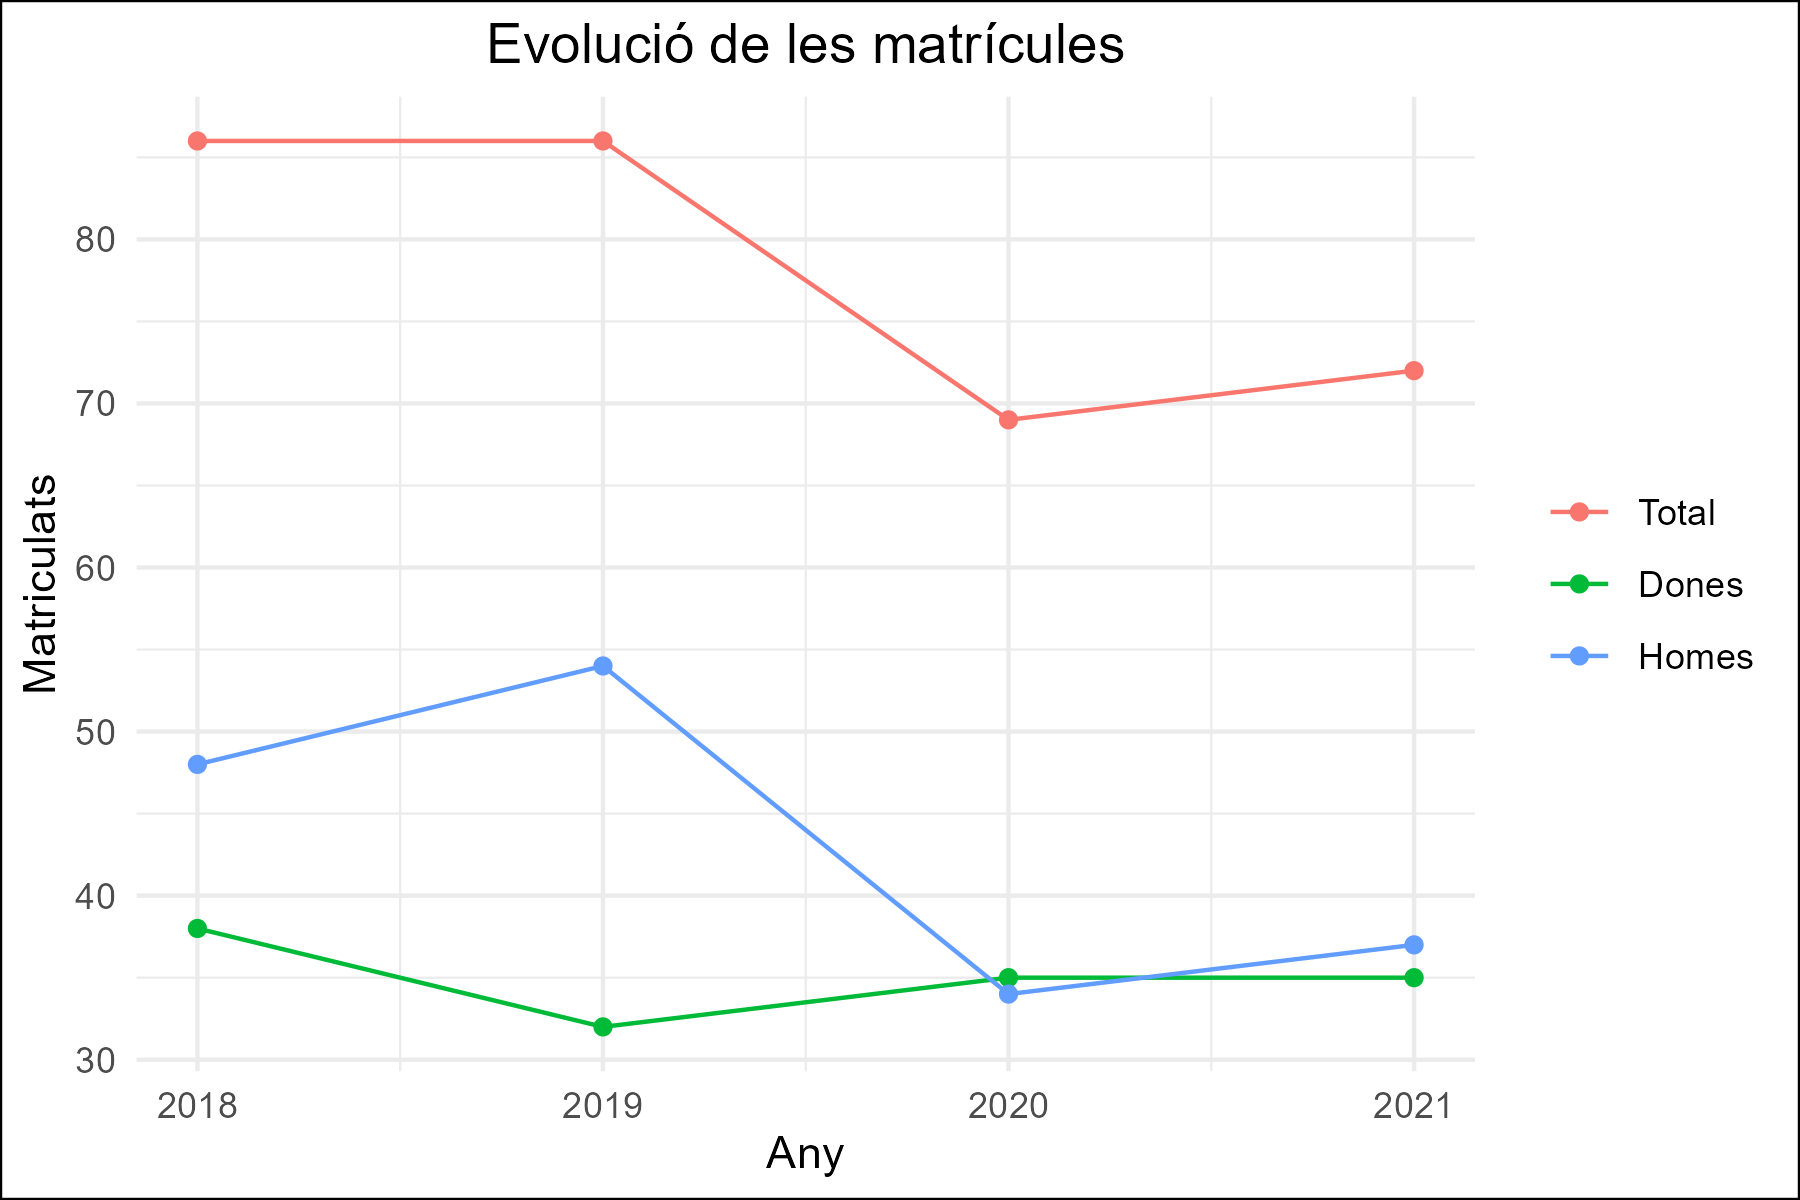 Evolució de les matrícules
Matriculats
80
70
60
50
40
30
2018
2019
2020
2021
Any
Total
Dones
Homes